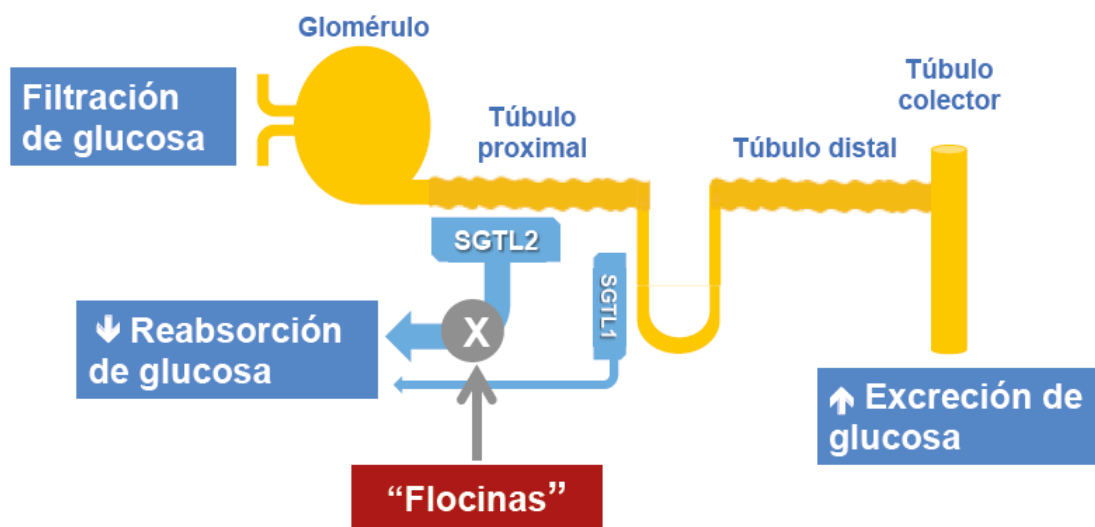 Glomérulo
Filtración
de glucosa
Túbulo
proximal
Túbulo distal
Túbulo
colector
SGTL2
SGTL1
X
🡻 Reabsorción
de glucosa
🡹 Excreción de
glucosa
“Flocinas”